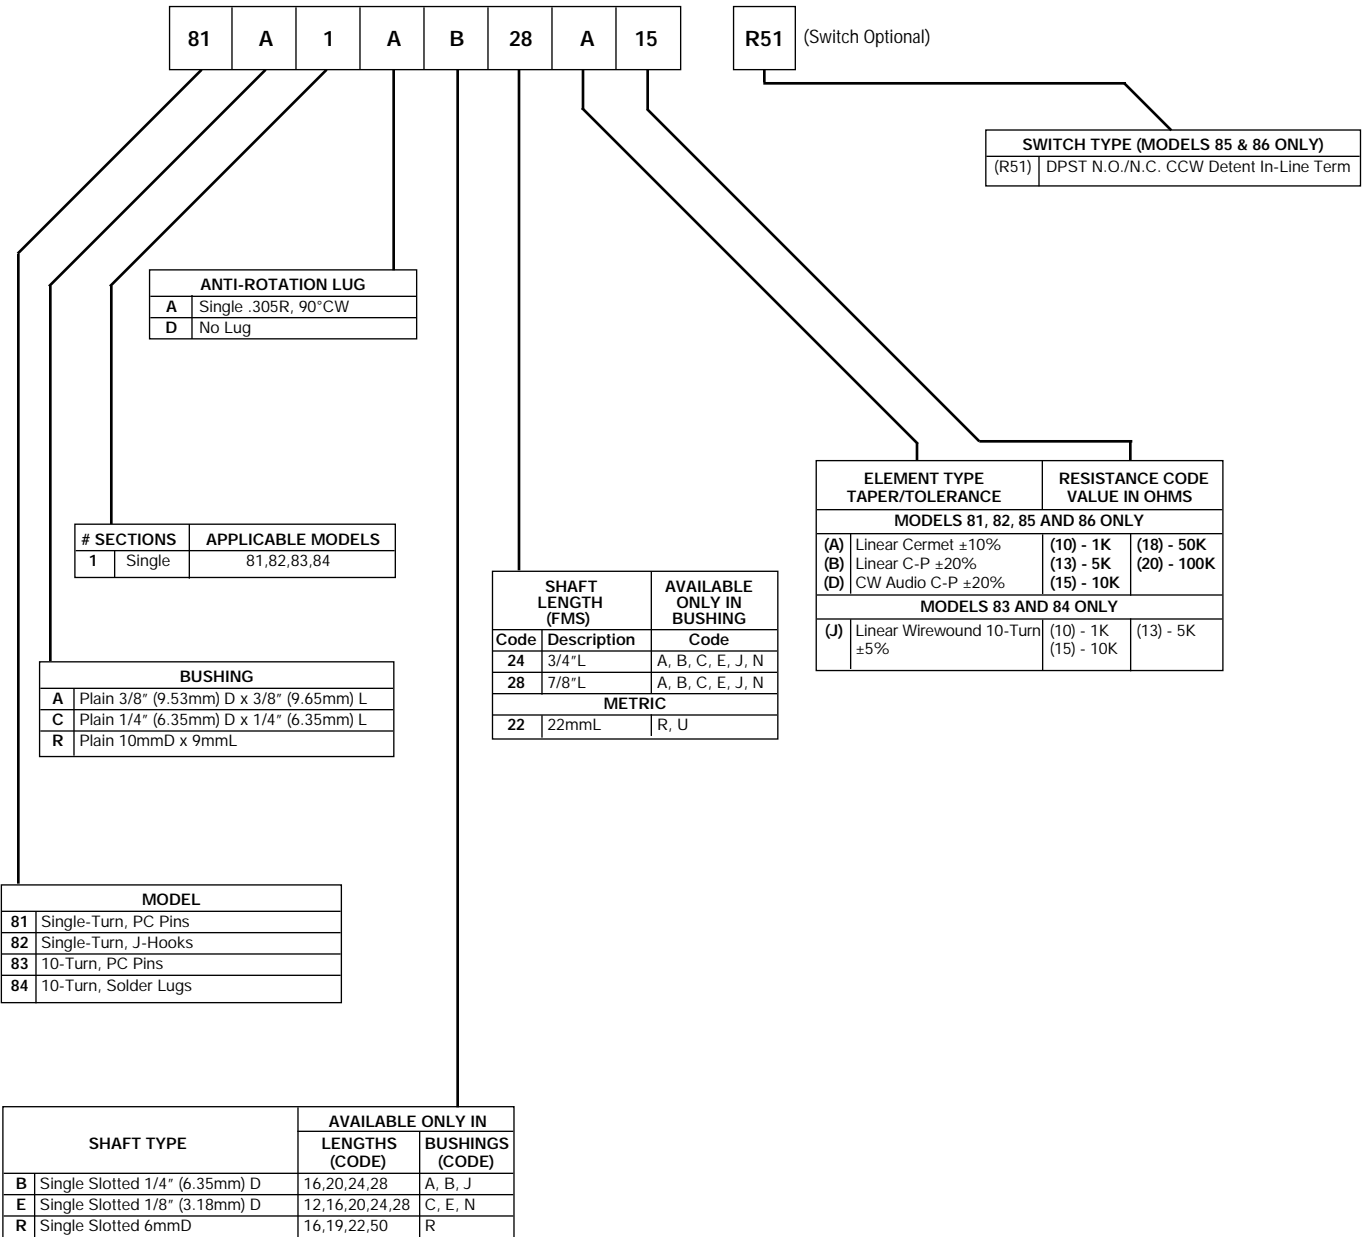 81 A 1 A B 28 A 15 R51 (Switch Optional)
SWITCH TYPE (MODELS 85 & 86 ONLY)
(R51) DPST N.O./N.C. CCW Detent In-Line Term
ANTI-ROTATION LUG
A Single .305R, 90°CW
D No Lug
ELEMENT TYPE TAPER/TOLERANCE
RESISTANCE CODE VALUE IN OHMS
MODELS 81, 82, 85 AND 86 ONLY
(A) Linear Cermet ±10% (10) - 1K (18) - 50K
(B) Linear C-P ±20% (13) - 5K (20) - 100K
(D) CW Audio C-P ±20% (15) - 10K
MODELS 83 AND 84 ONLY
(J) Linear Wirewound 10-Turn (10) - 1K (13) - 5K
±5% (15) - 10K
# SECTIONS APPLICABLE MODELS
1 Single 81,82,83,84
SHAFT LENGTH (FMS)
AVAILABLE ONLY IN BUSHING
Code Description Code
24 3/4″L A, B, C, E, J, N
28 7/8″L A, B, C, E, J, N
METRIC
22 22mmL R, U
BUSHING
A Plain 3/8″ (9.53mm) D x 3/8″ (9.65mm) L
C Plain 1/4″ (6.35mm) D x 1/4″ (6.35mm) L
R Plain 10mmD x 9mmL
MODEL
81 Single-Turn, PC Pins
82 Single-Turn, J-Hooks
83 10-Turn, PC Pins
84 10-Turn, Solder Lugs
SHAFT TYPE
AVAILABLE ONLY IN
LENGTHS (CODE)
BUSHINGS (CODE)
B Single Slotted 1/4″ (6.35mm) D 16,20,24,28 A, B, J
E Single Slotted 1/8″ (3.18mm) D 12,16,20,24,28 C, E, N
R Single Slotted 6mmD 16,19,22,50 R